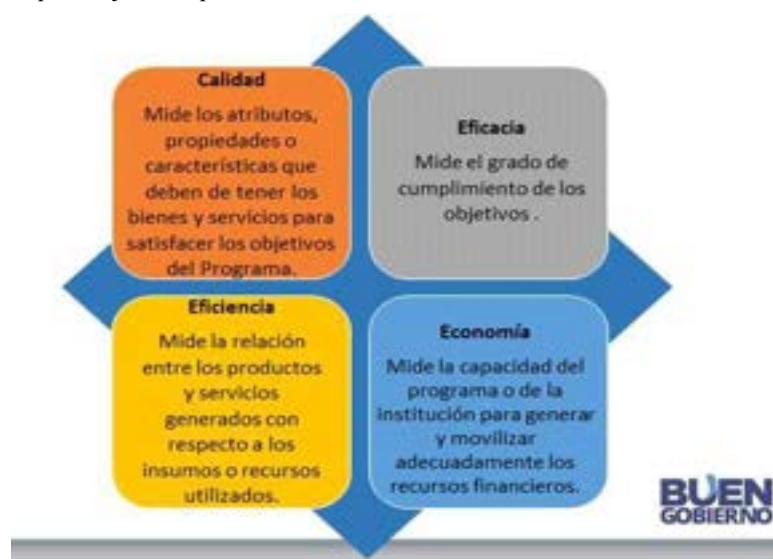 Calidad
Mide los atributos,
propiedades o
características que
deben de tener los
bienes y servicios para
satisfacer los objetivos
del Programa.
Eficacia
Mide el grado de
cumplimiento de los
objetivos .
Eficiencia
Mide la relación
entre los productos
y servicios
generados con
respecto a los
insumos o recursos
utilizados.
Economía
Mide la capacidad del
programa o de la
institución para generar
y movilizar
adecuadamente los
recursos financieros.
BUEN
GOBIERNO